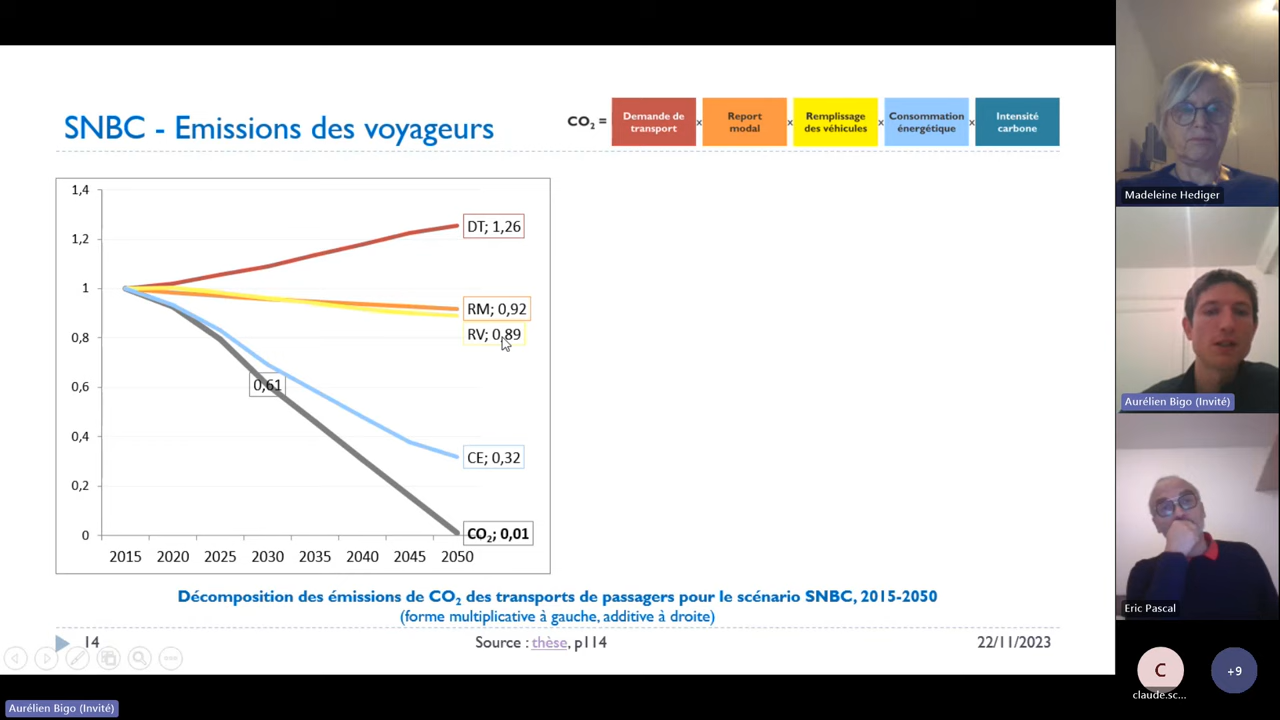 SNBC - Emissions des voyageurs
CO₂ = Demande de transport x Report modal x Remplissage des véhicules x Consommation énergétique x Intensité carbone
1,4
1,2
1
0,8
0,6
0,4
0,2
0
DT; 1,26
RM; 0,92
RV; 0,89
0,61
CE; 0,32
CO₂; 0,01
2015 2020 2025 2030 2035 2040 2045 2050
Décomposition des émissions de CO₂ des transports de passagers pour le scénario SNBC, 2015-2050
(forme multiplicative à gauche, additive à droite)
14
Source : thèse, p114
22/11/2023
Aurélien Bigo (Invité)
Madeleine Hediger
Aurélien Bigo (Invité)
Eric Pascal
C
claude.sc...
+9